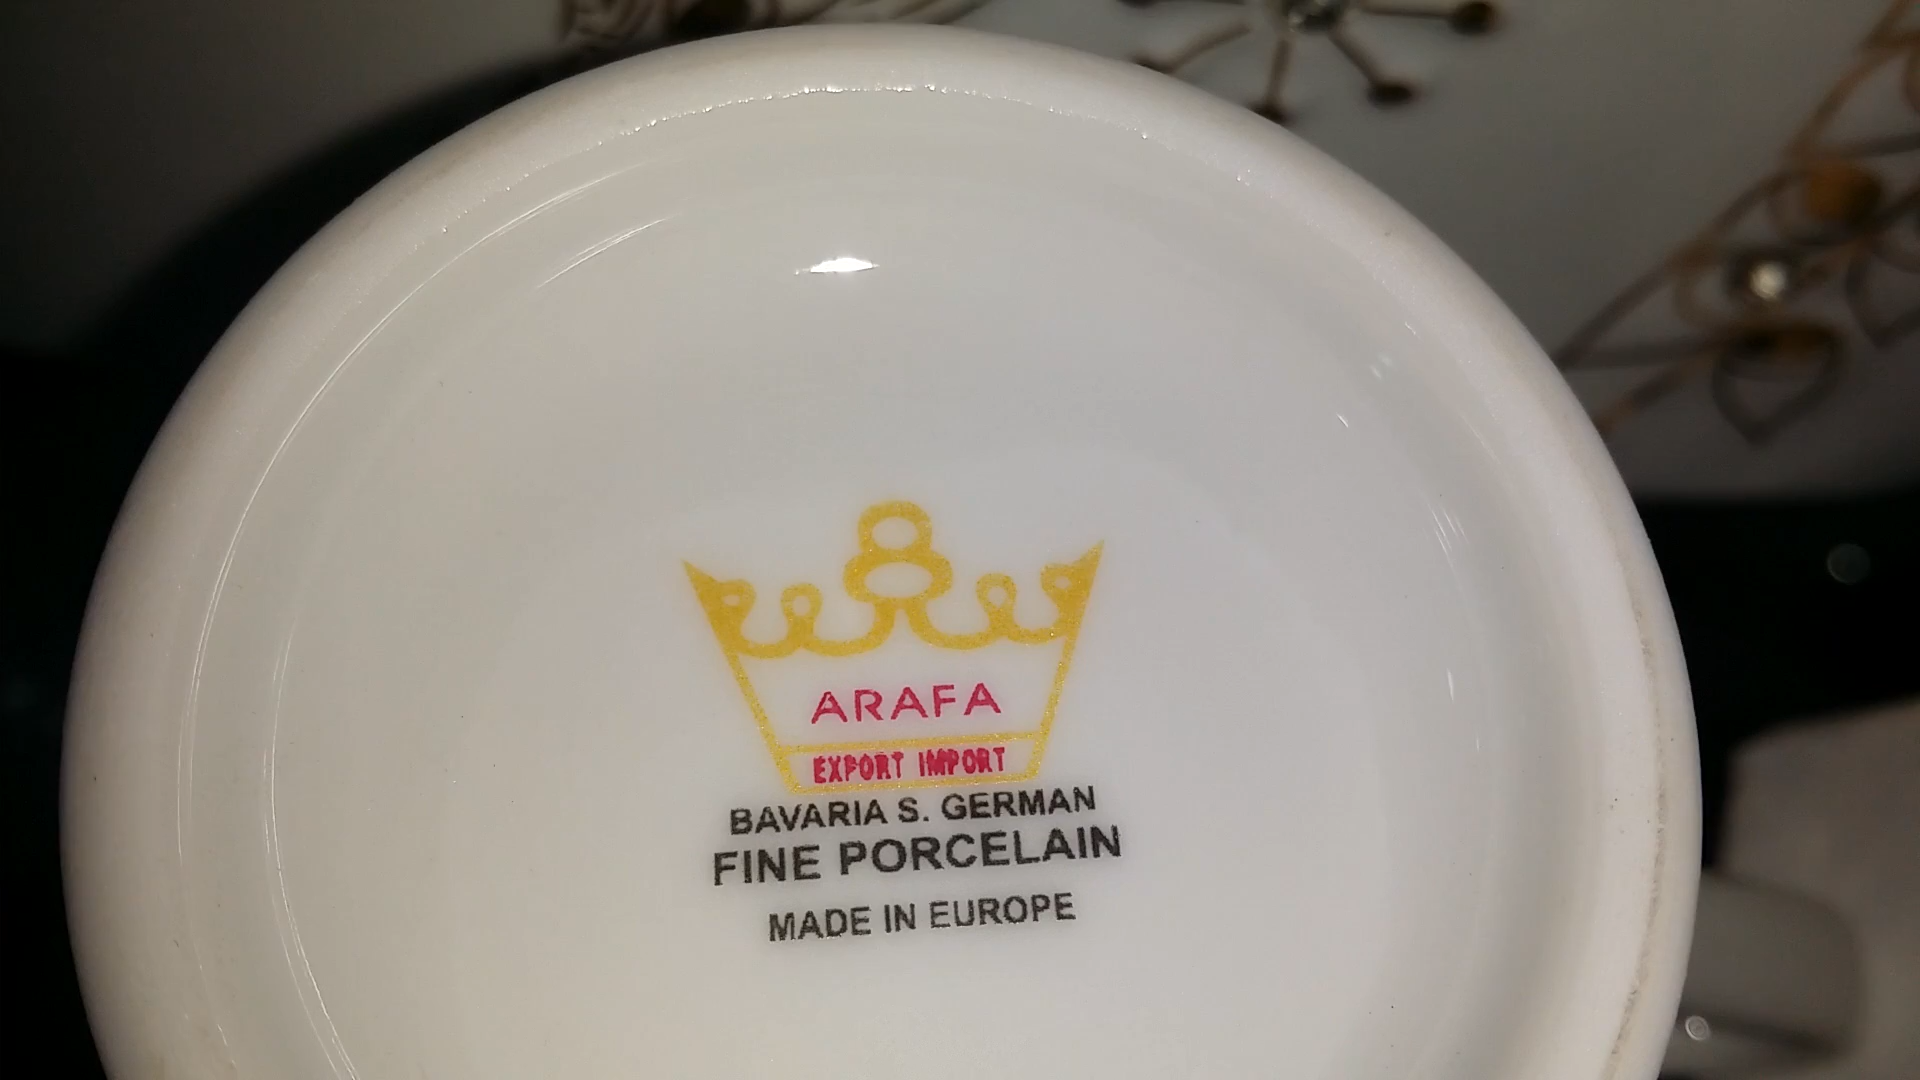 ARAFA
EXPORT IMPORT
BAVARIA S. GERMAN
FINE PORCELAIN
MADE IN EUROPE